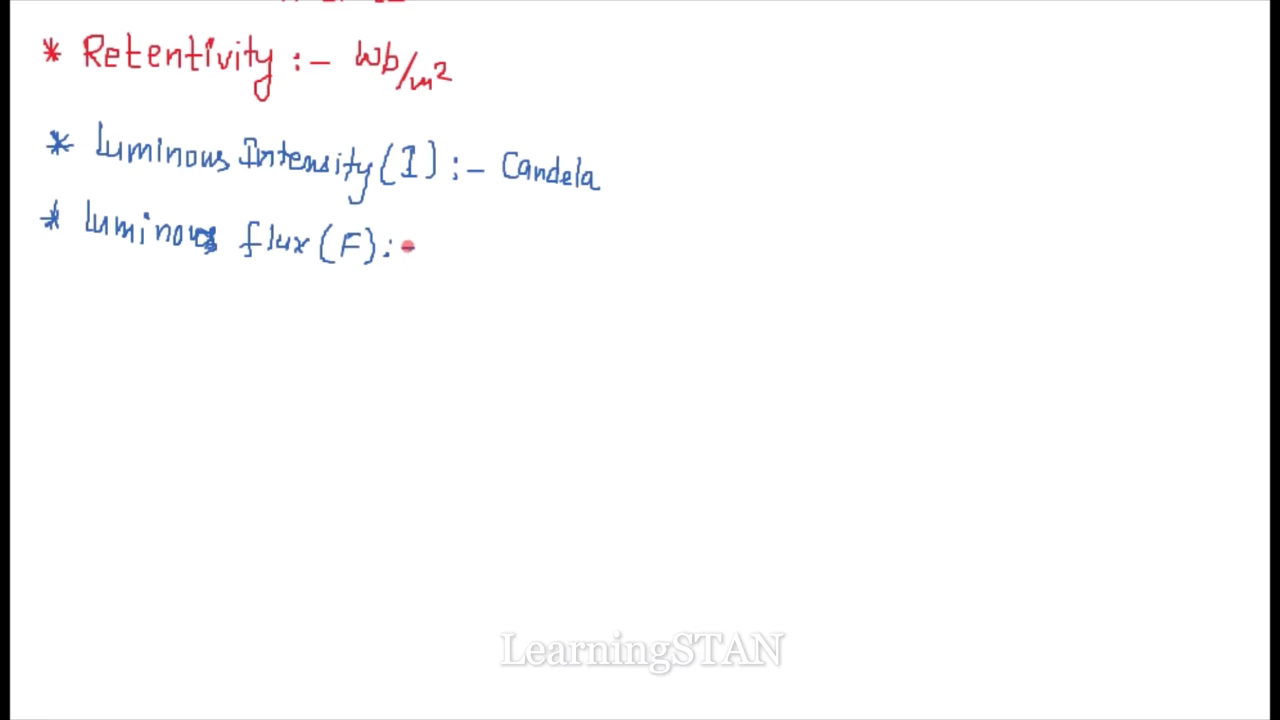 * Retentivity :- Wb/m²
* Luminous Intensity (I) :- Candela
* Luminous flux (F) :-
LearningSTAN